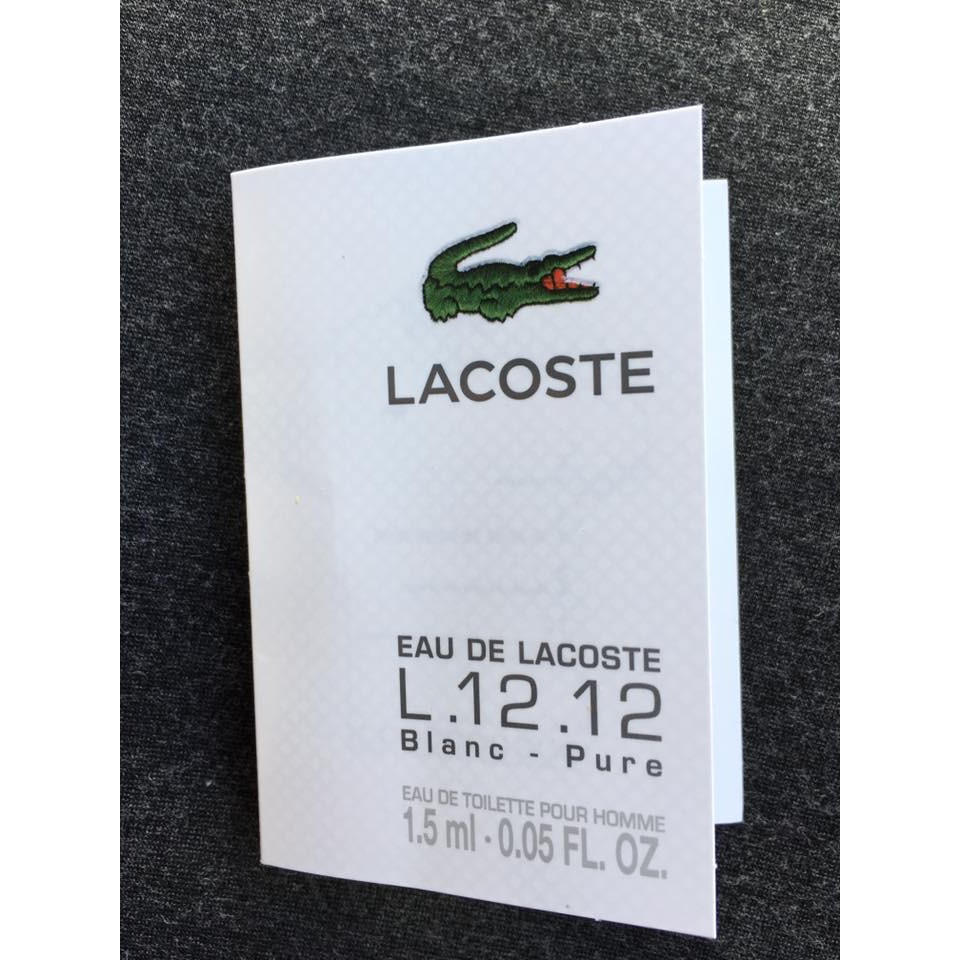 LACOSTE
EAU DE LACOSTE
L.12.12
Blanc - Pure
EAU DE TOILETTE POUR HOMME
1.5 ml · 0.05 FL. OZ.